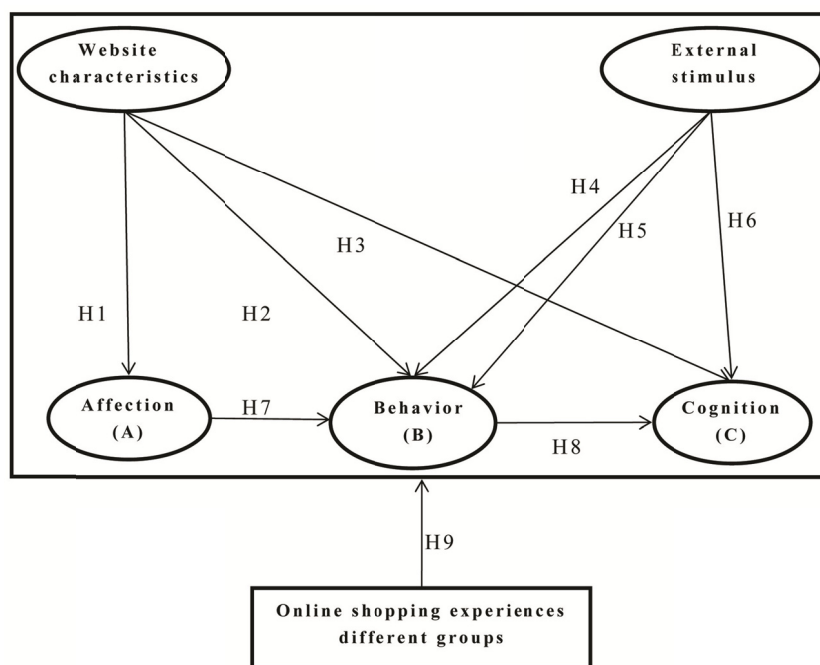 Website
characteristics
External
stimulus
H4
H5
H6
H3
H1
H2
Affection
(A)
H7
Behavior
(B)
H8
Cognition
(C)
H9
Online shopping experiences
different groups